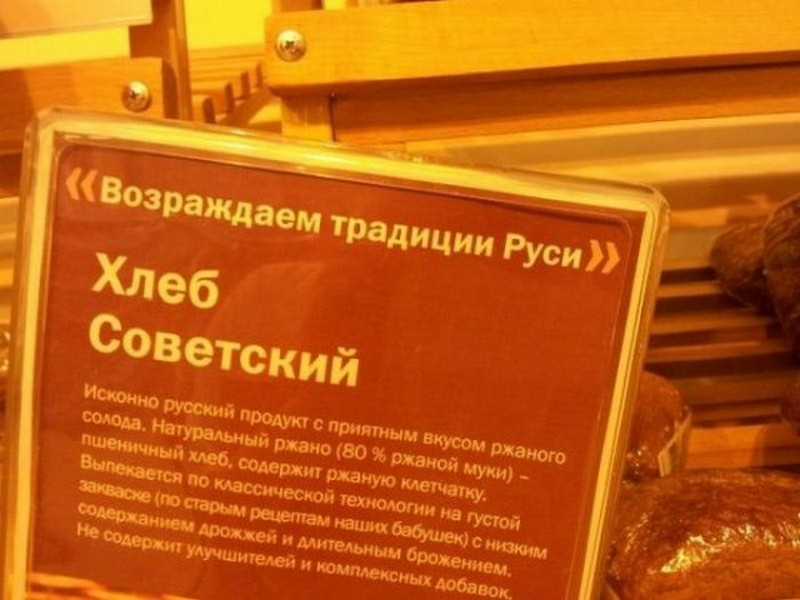 «Возраждаем традиции Руси»
Хлеб
Советский
Исконно русский продукт с приятным вкусом ржаного
солода. Натуральный ржано (80 % ржаной муки) –
пшеничный хлеб, содержит ржаную клетчатку.
Выпекается по классической технологии на густой
закваске (по старым рецептам наших бабушек) с низким
содержанием дрожжей и длительным брожением.
Не содержит улучшителей и комплексных добавок.